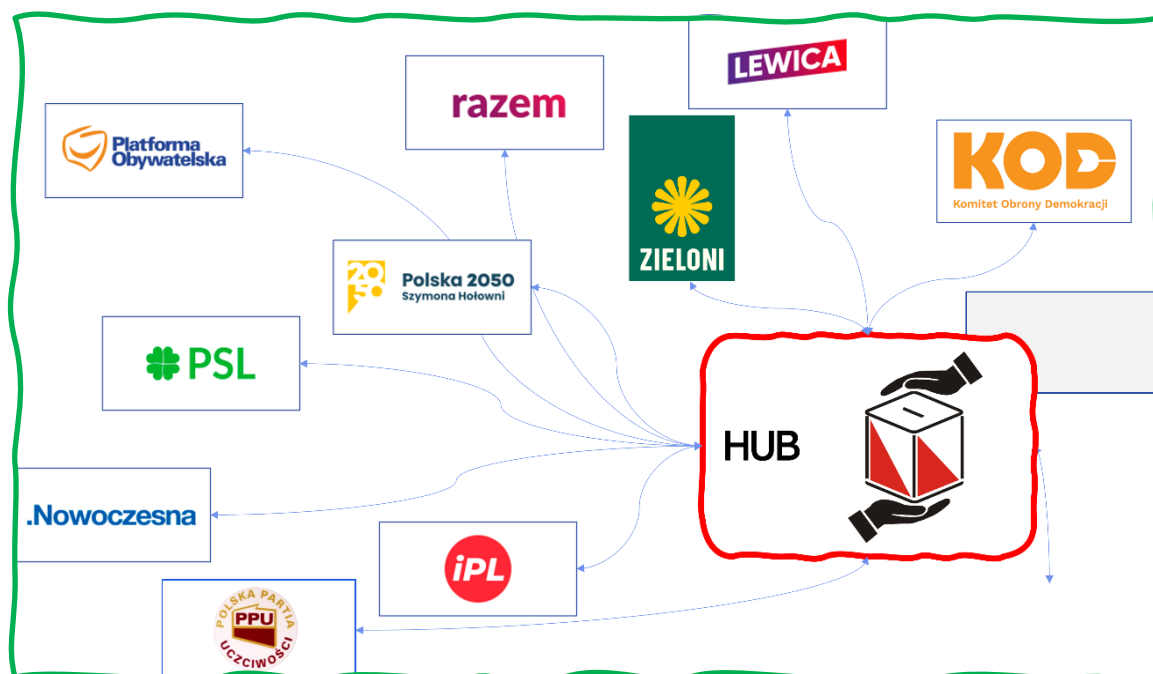 LEWICA
razem
Platforma
Obywatelska
KOD
Komitet Obrony Demokracji
ZIELONI
2050
Polska 2050
Szymona Hołowni
PSL
HUB
.Nowoczesna
iPL
POLSKA PARTIA
PPU
UCZCIWOŚCI